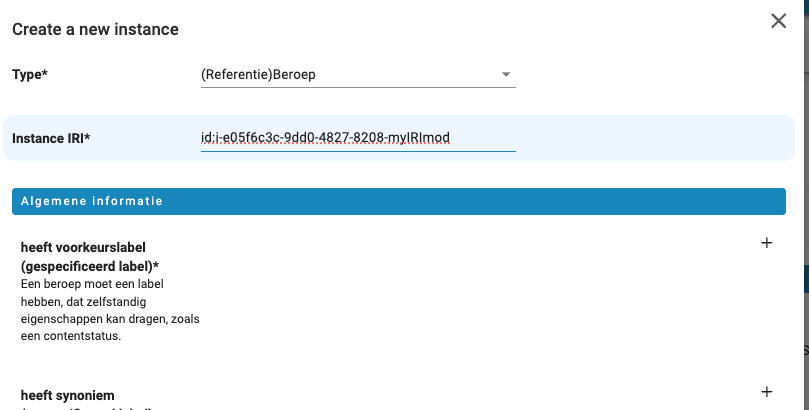 Create a new instance
Type*
(Referentie)Beroep
Instance IRI*
id:i-e05f6c3c-9dd0-4827-8208-myIRImod
Algemene informatie
heeft voorkeurslabel
(gespecificeerd label)*
Een beroep moet een label
hebben, dat zelfstandig
eigenschappen kan dragen, zoals
een contentstatus.
heeft synoniem